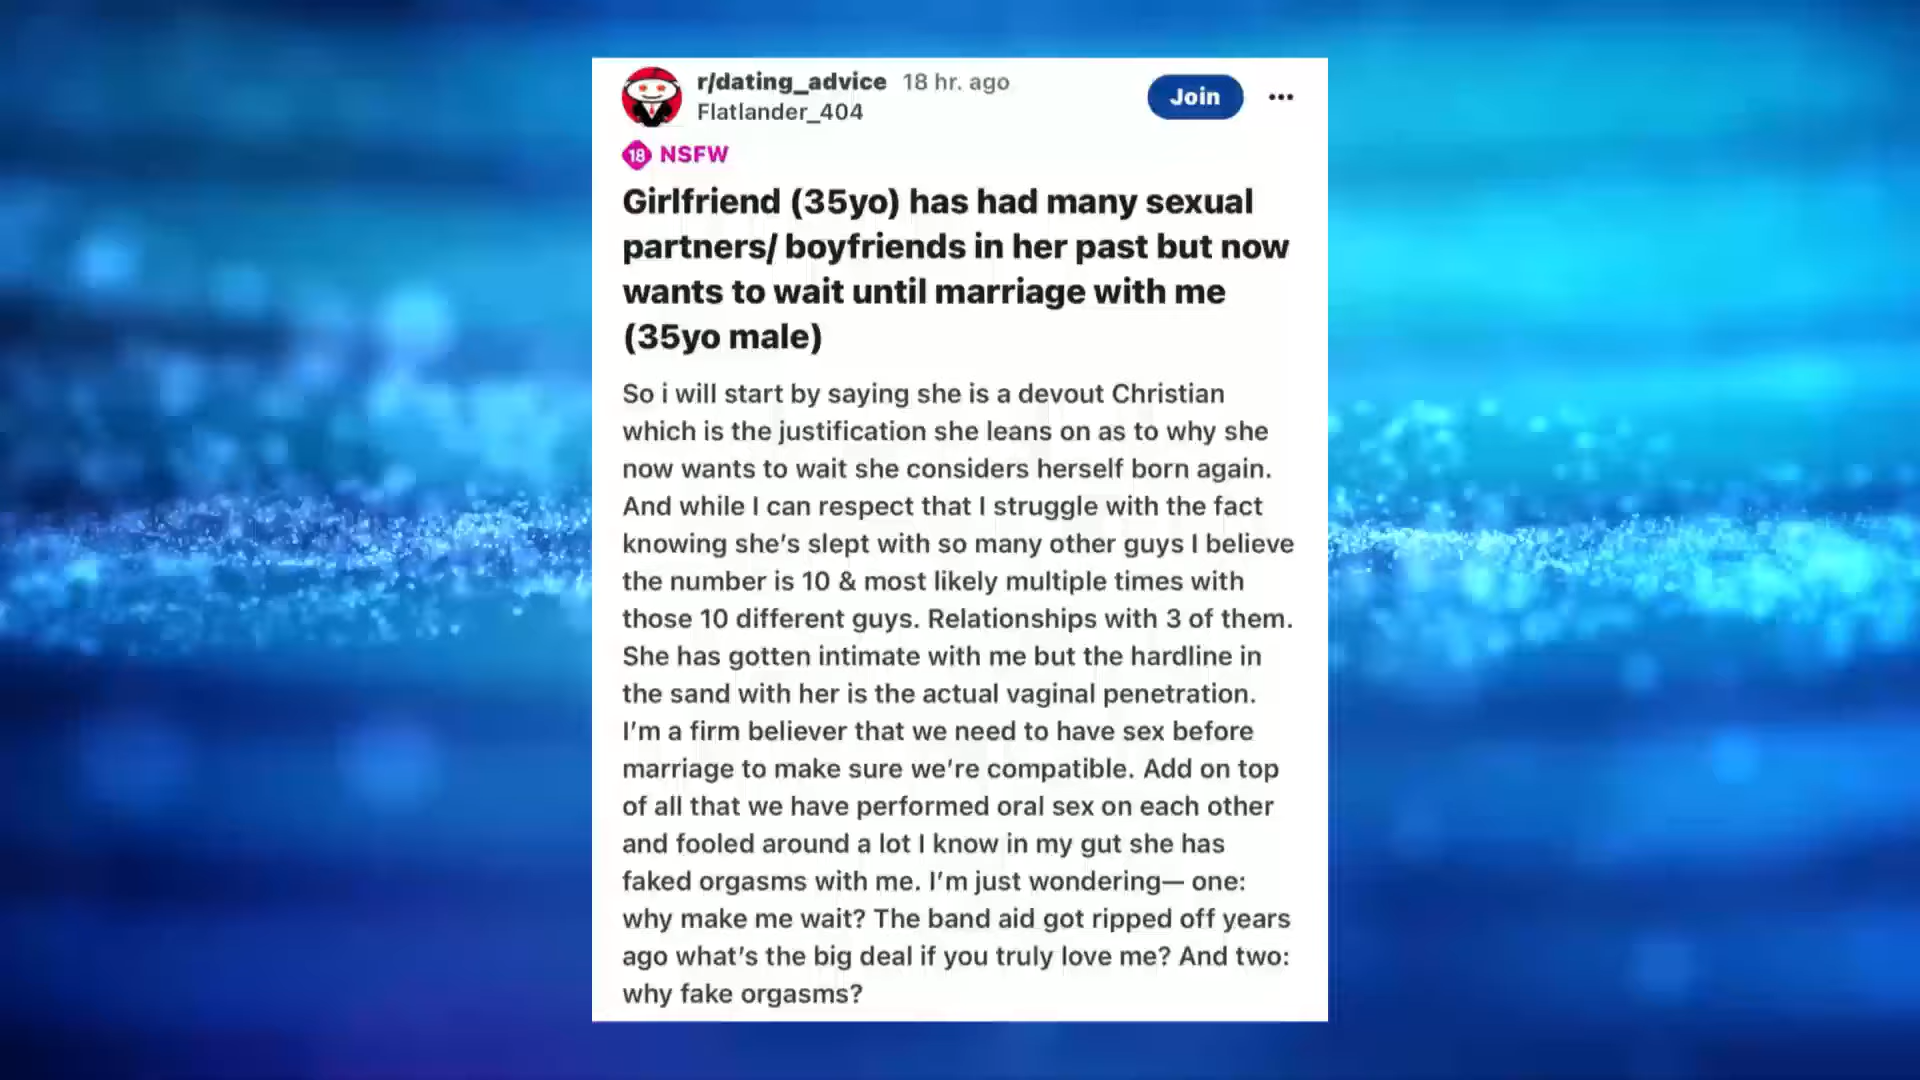 r/dating_advice 18 hr. ago
Join
Flatlander_404
18 NSFW
Girlfriend (35yo) has had many sexual
partners/ boyfriends in her past but now
wants to wait until marriage with me
(35yo male)
So i will start by saying she is a devout Christian
which is the justification she leans on as to why she
now wants to wait she considers herself born again.
And while I can respect that I struggle with the fact
knowing she's slept with so many other guys I believe
the number is 10 & most likely multiple times with
those 10 different guys. Relationships with 3 of them.
She has gotten intimate with me but the hardline in
the sand with her is the actual vaginal penetration.
I'm a firm believer that we need to have sex before
marriage to make sure we're compatible. Add on top
of all that we have performed oral sex on each other
and fooled around a lot I know in my gut she has
faked orgasms with me. I'm just wondering— one:
why make me wait? The band aid got ripped off years
ago what's the big deal if you truly love me? And two:
why fake orgasms?